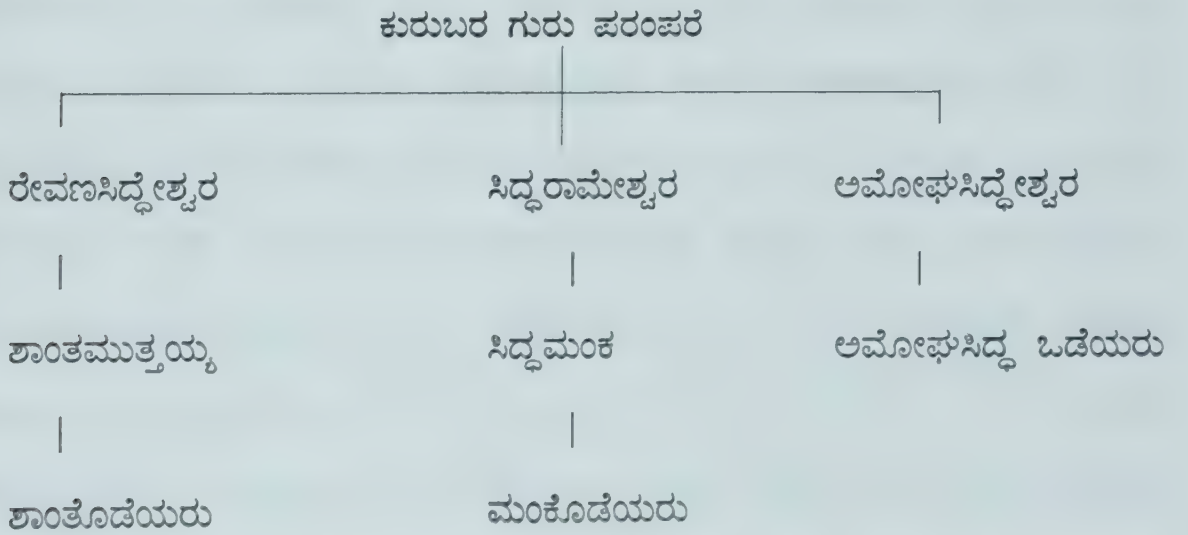 ಕುರುಬರ ಗುರು ಪರಂಪರೆ
ರೇವಣಸಿದ್ಧೇಶ್ವರ ಸಿದ್ಧರಾಮೇಶ್ವರ ಅಮೋಘಸಿದ್ಧೇಶ್ವರ
ಶಾಂತಮುತ್ತಯ್ಯ ಸಿದ್ಧಮಂಕ ಅಮೋಘಸಿದ್ಧ ಒಡೆಯರು
ಶಾಂತೊಡೆಯರು ಮಂಕೊಡೆಯರು